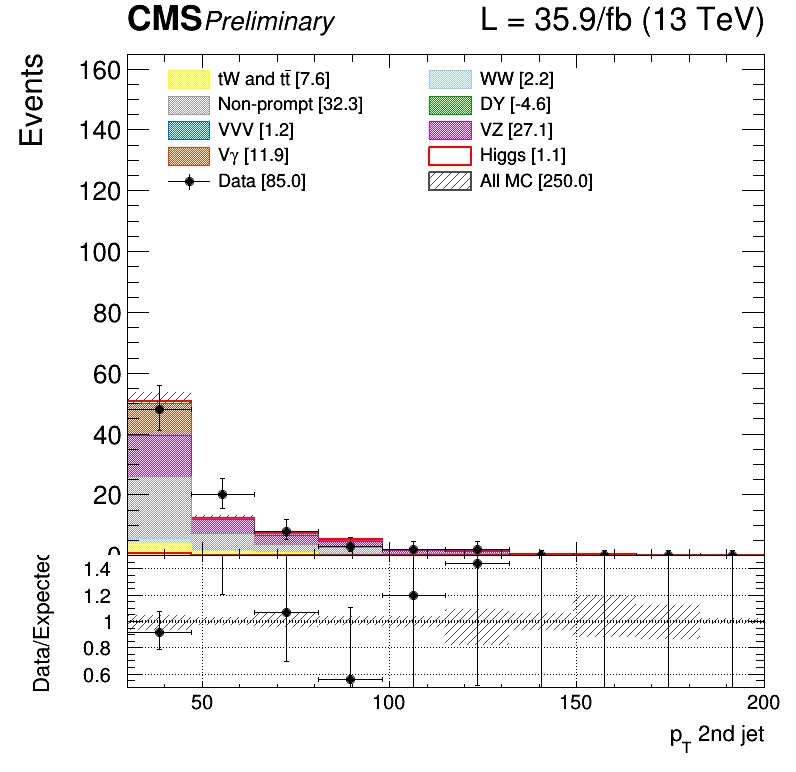 CMS Preliminary L = 35.9/fb (13 TeV)
Events
160
140
120
100
80
60
40
20
0
tW and tt̄ [7.6]
Non-prompt [32.3]
VVV [1.2]
Vγ [11.9]
Data [85.0]
WW [2.2]
DY [-4.6]
VZ [27.1]
Higgs [1.1]
All MC [250.0]
Data/Expected
1.4
1.2
1
0.8
0.6
50 100 150 200
p_T 2nd jet